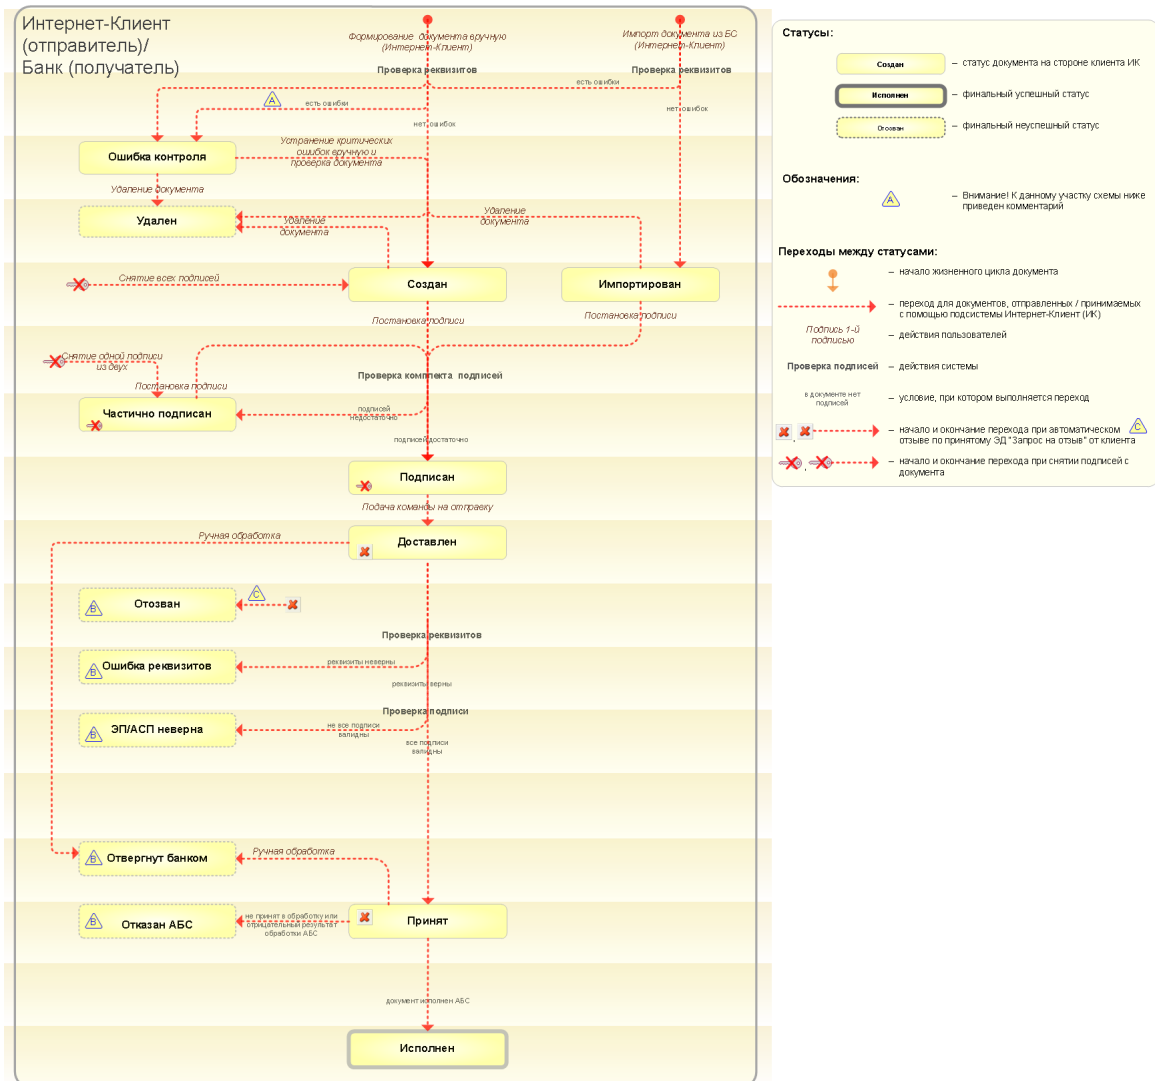 Интернет-Клиент
(отправитель)/
Банк (получатель)
Формирование документа вручную
(Интернет-Клиент)
Импорт документа из БС
(Интернет-Клиент)
Проверка реквизитов
Проверка реквизитов
есть ошибки
A
есть ошибки
нет ошибок
нет ошибок
Ошибка контроля
Устранение критических
ошибок вручную и
проверка документа
Удаление документа
Удален
Удаление
документа
Удаление
документа
Снятие всех подписей
Создан
Импортирован
Постановка подписи
Постановка подписи
Снятие одной подписи
из двух
Проверка комплекта подписей
Постановка подписи
Частично подписан
подписей
недостаточно
подписей достаточно
Подписан
Подача команды на отправку
Ручная обработка
Доставлен
C
B
Отозван
Проверка реквизитов
B
Ошибка реквизитов
реквизиты неверны
реквизиты верны
Проверка подписи
B
ЭП/АСП неверна
не все подписи
валидны
все подписи
валидны
B
Отвергнут банком
Ручная обработка
B
Отказан АБС
не принят в обработку или
отрицательный результат
обработки АБС
Принят
документ исполнен АБС
Исполнен
Статусы:
Создан
– статус документа на стороне клиента ИК
Исполнен
– финальный успешный статус
Отозван
– финальный неуспешный статус
Обозначения:
A
– Внимание! К данному участку схемы ниже
приведен комментарий
Переходы между статусами:
– начало жизненного цикла документа
– переход для документов, отправленных / принимаемых
с помощью подсистемы Интернет-Клиент (ИК)
Подпись 1-й
подписью
– действия пользователей
Проверка подписей
– действия системы
в документе нет
подписей
– условие, при котором выполняется переход
,
– начало и окончание перехода при автоматическом
отзыве по принятому ЭД "Запрос на отзыв" от клиента
C
,
– начало и окончание перехода при снятии подписей с
документа